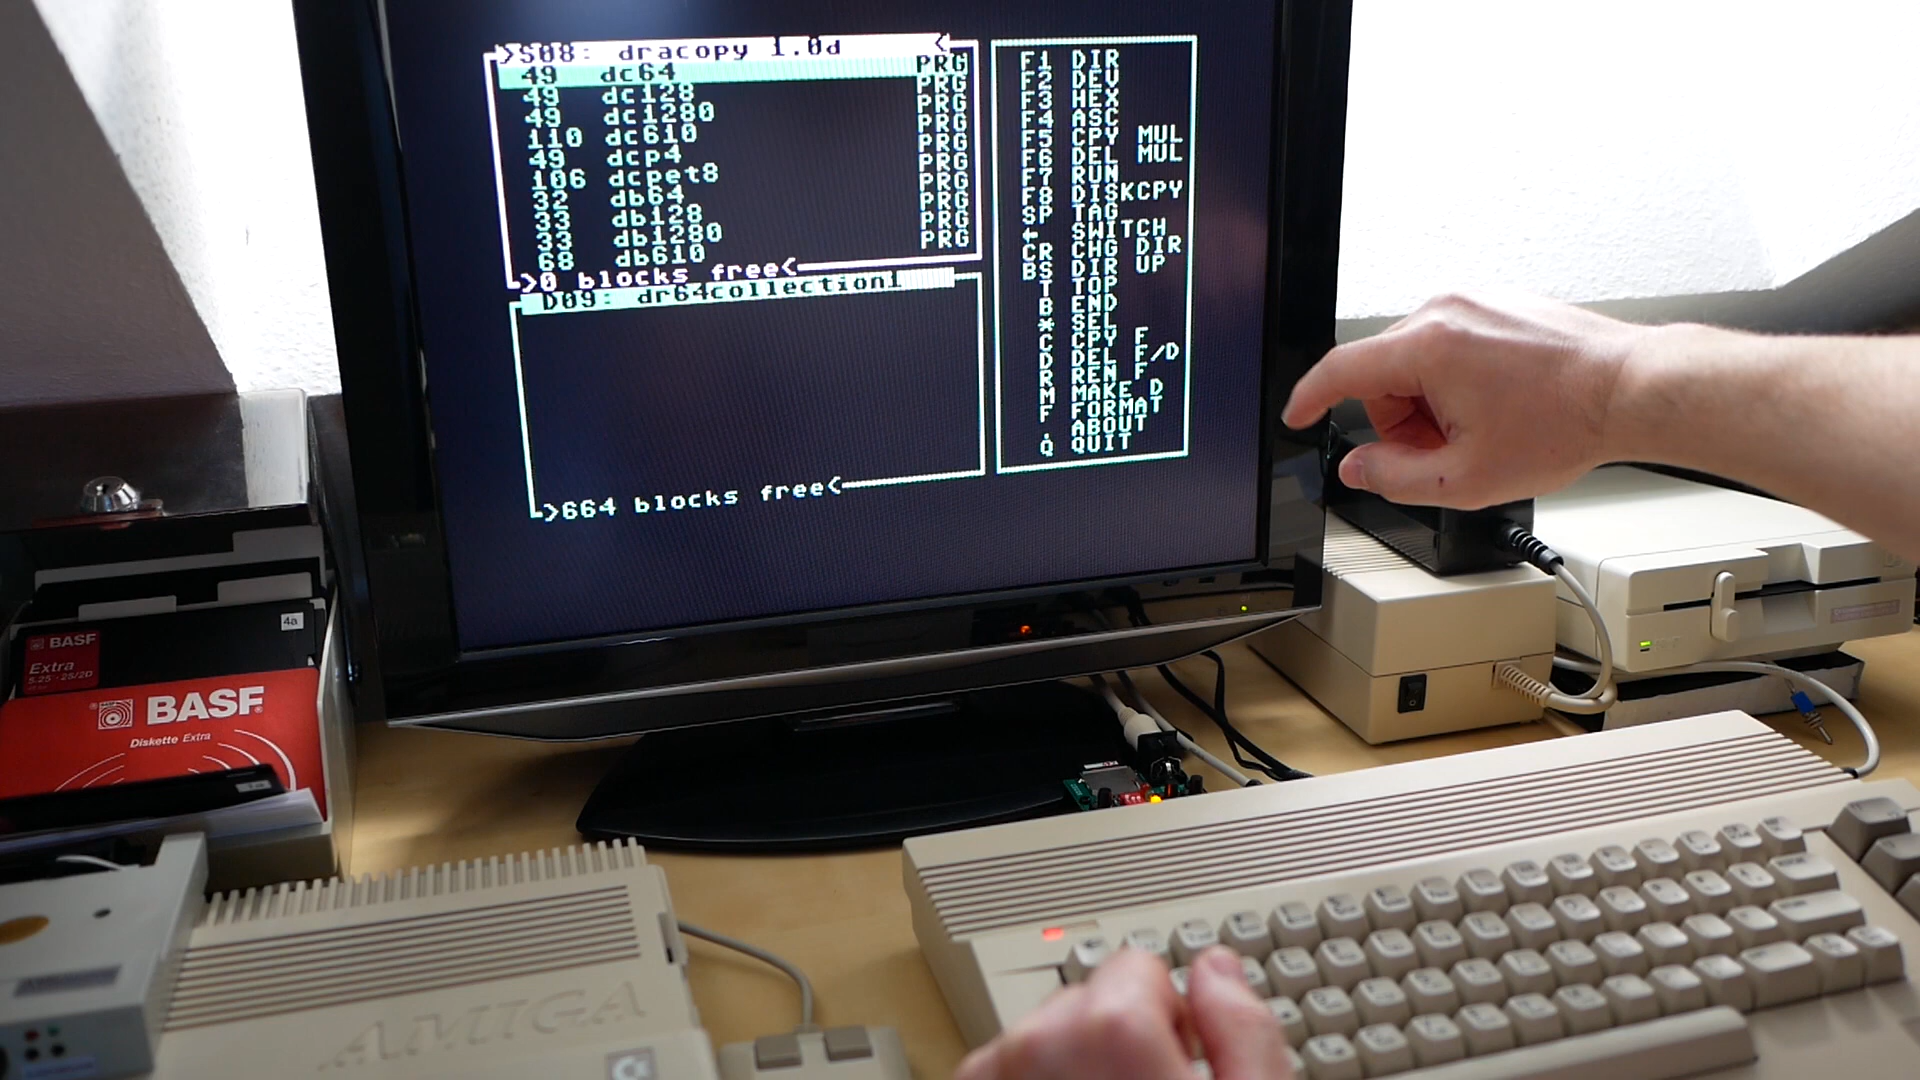 >S08: dracopy 1.0d<
49 dc64 PRG
49 dc128 PRG
49 dc1280 PRG
110 dc610 PRG
49 dcp4 PRG
106 dcpet8 PRG
32 db64 PRG
33 db128 PRG
33 db1280 PRG
68 db610 PRG
>0 blocks free<
D09: dr64collection1
>664 blocks free<
F1 DIR
F2 DEV
F3 HEX
F4 ASC
F5 CPY MUL
F6 DEL MUL
F7 RUN
F8 DISKCPY
SP TAG
← SWITCH
CR CHG DIR
BS DIR UP
T TOP
B END
* SEL
C CPY F
D DEL F/D
R REN F
M MAKE D
F FORMAT
. ABOUT
Q QUIT
4a
BASF
Extra
BASF
Diskette Extra
AMIGA